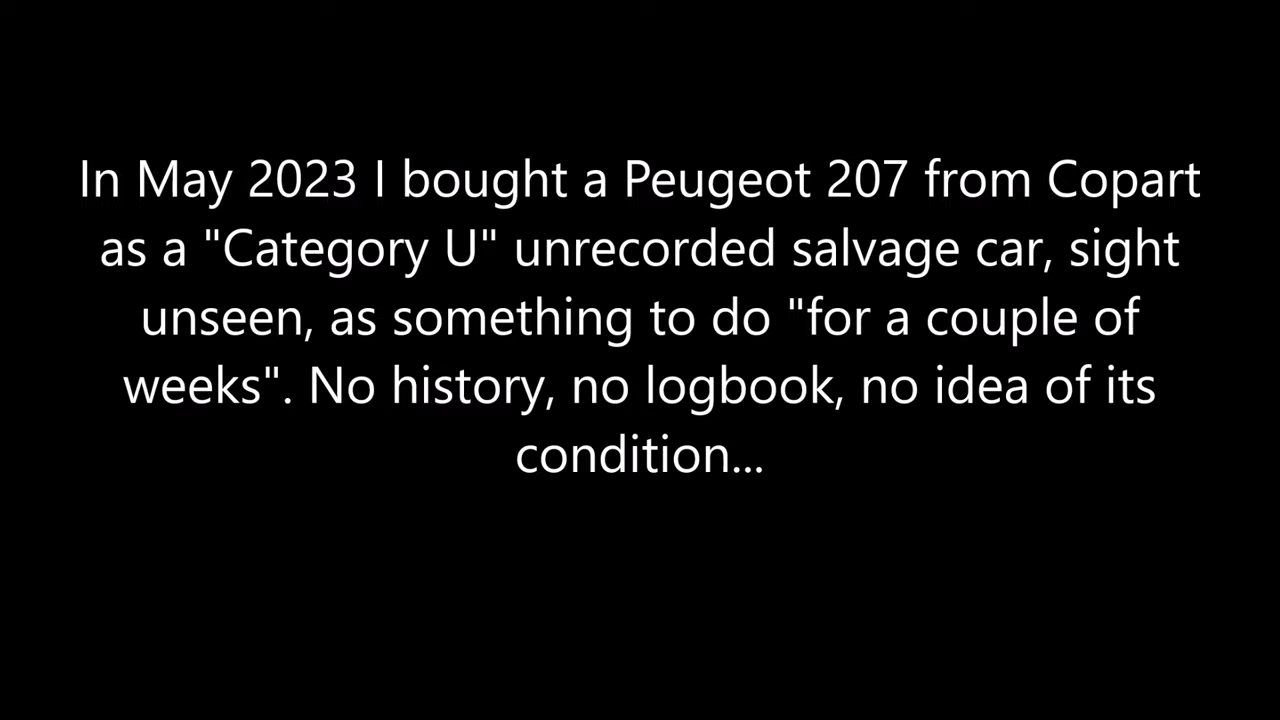 In May 2023 I bought a Peugeot 207 from Copart
as a "Category U" unrecorded salvage car, sight
unseen, as something to do "for a couple of
weeks". No history, no logbook, no idea of its
condition...